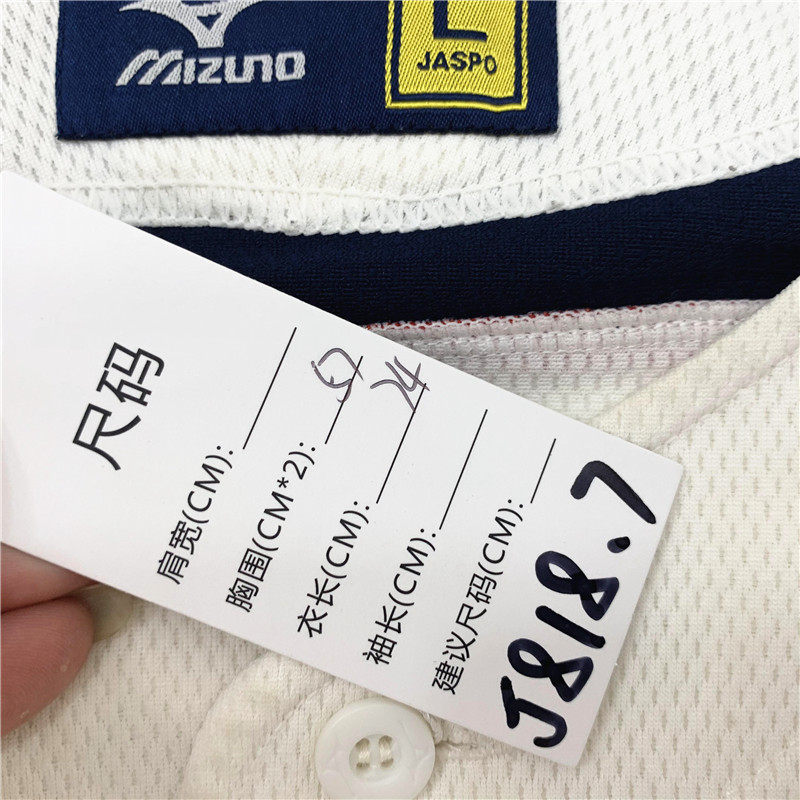 MIZUNO
L
JASPO
尺码
肩宽(CM):
胸围(CM*2): 57
衣长(CM): 74
袖长(CM):
建议尺码(CM):
J818.7